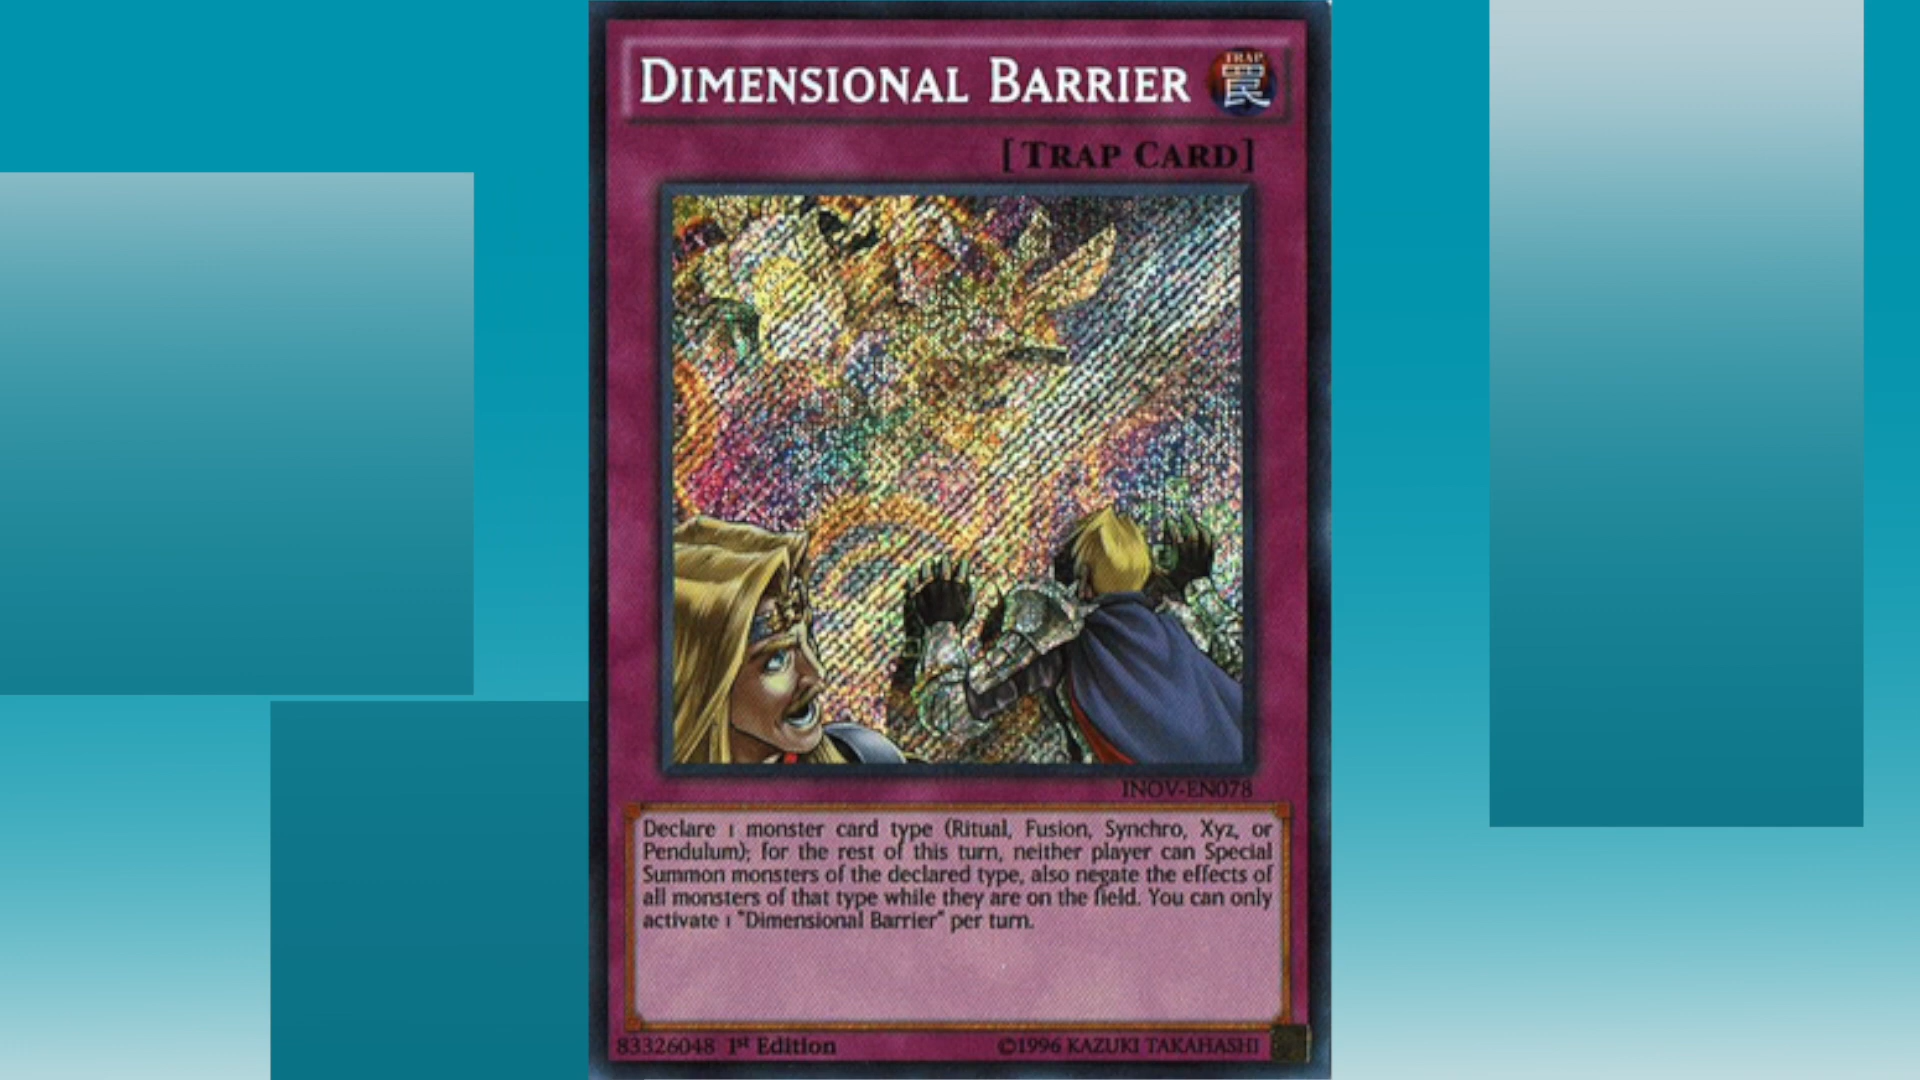 DIMENSIONAL BARRIER
TRAP
罠
[TRAP CARD]
INOV-EN078
Declare 1 monster card type (Ritual, Fusion, Synchro, Xyz, or
Pendulum); for the rest of this turn, neither player can Special
Summon monsters of the declared type, also negate the effects of
all monsters of that type while they are on the field. You can only
activate 1 "Dimensional Barrier" per turn.
83326048 1st Edition
©1996 KAZUKI TAKAHASHI